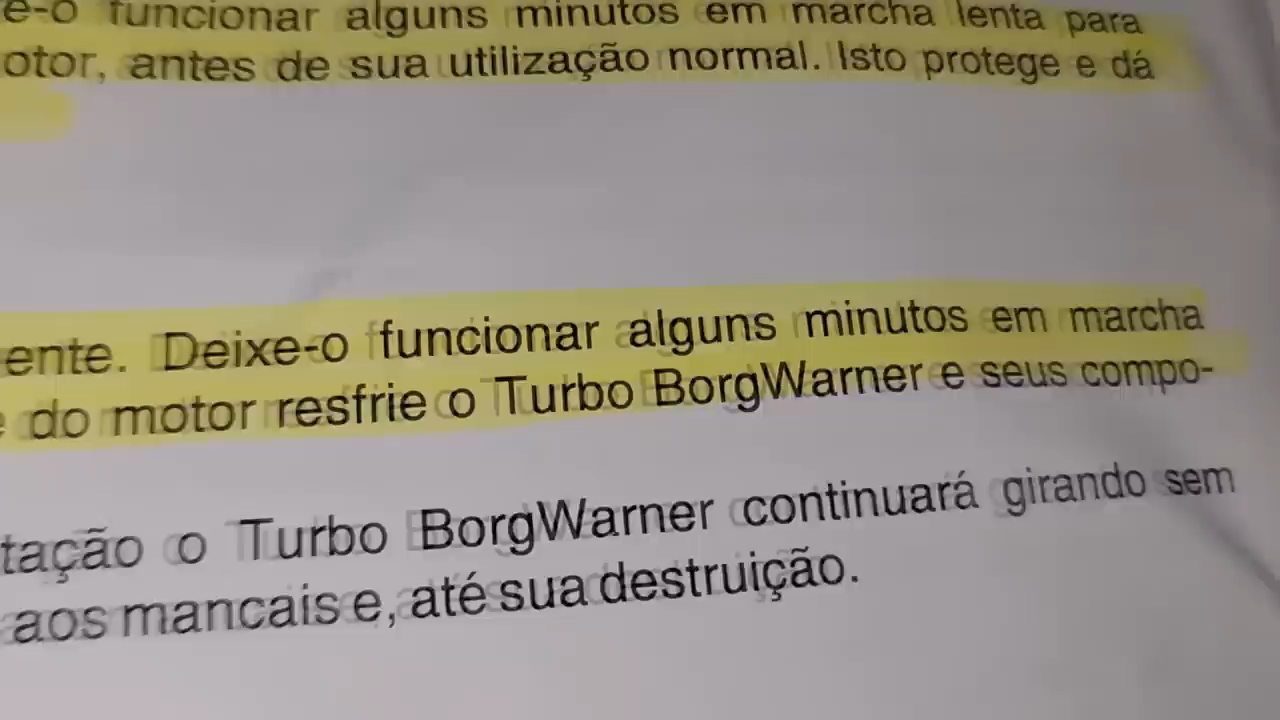 e-o funcionar alguns minutos em marcha lenta para
otor, antes de sua utilização normal. Isto protege e dá
ente. Deixe-o funcionar alguns minutos em marcha
e do motor resfrie o Turbo BorgWarner e seus compo-
tação o Turbo BorgWarner continuará girando sem
aos mancais e, até sua destruição.